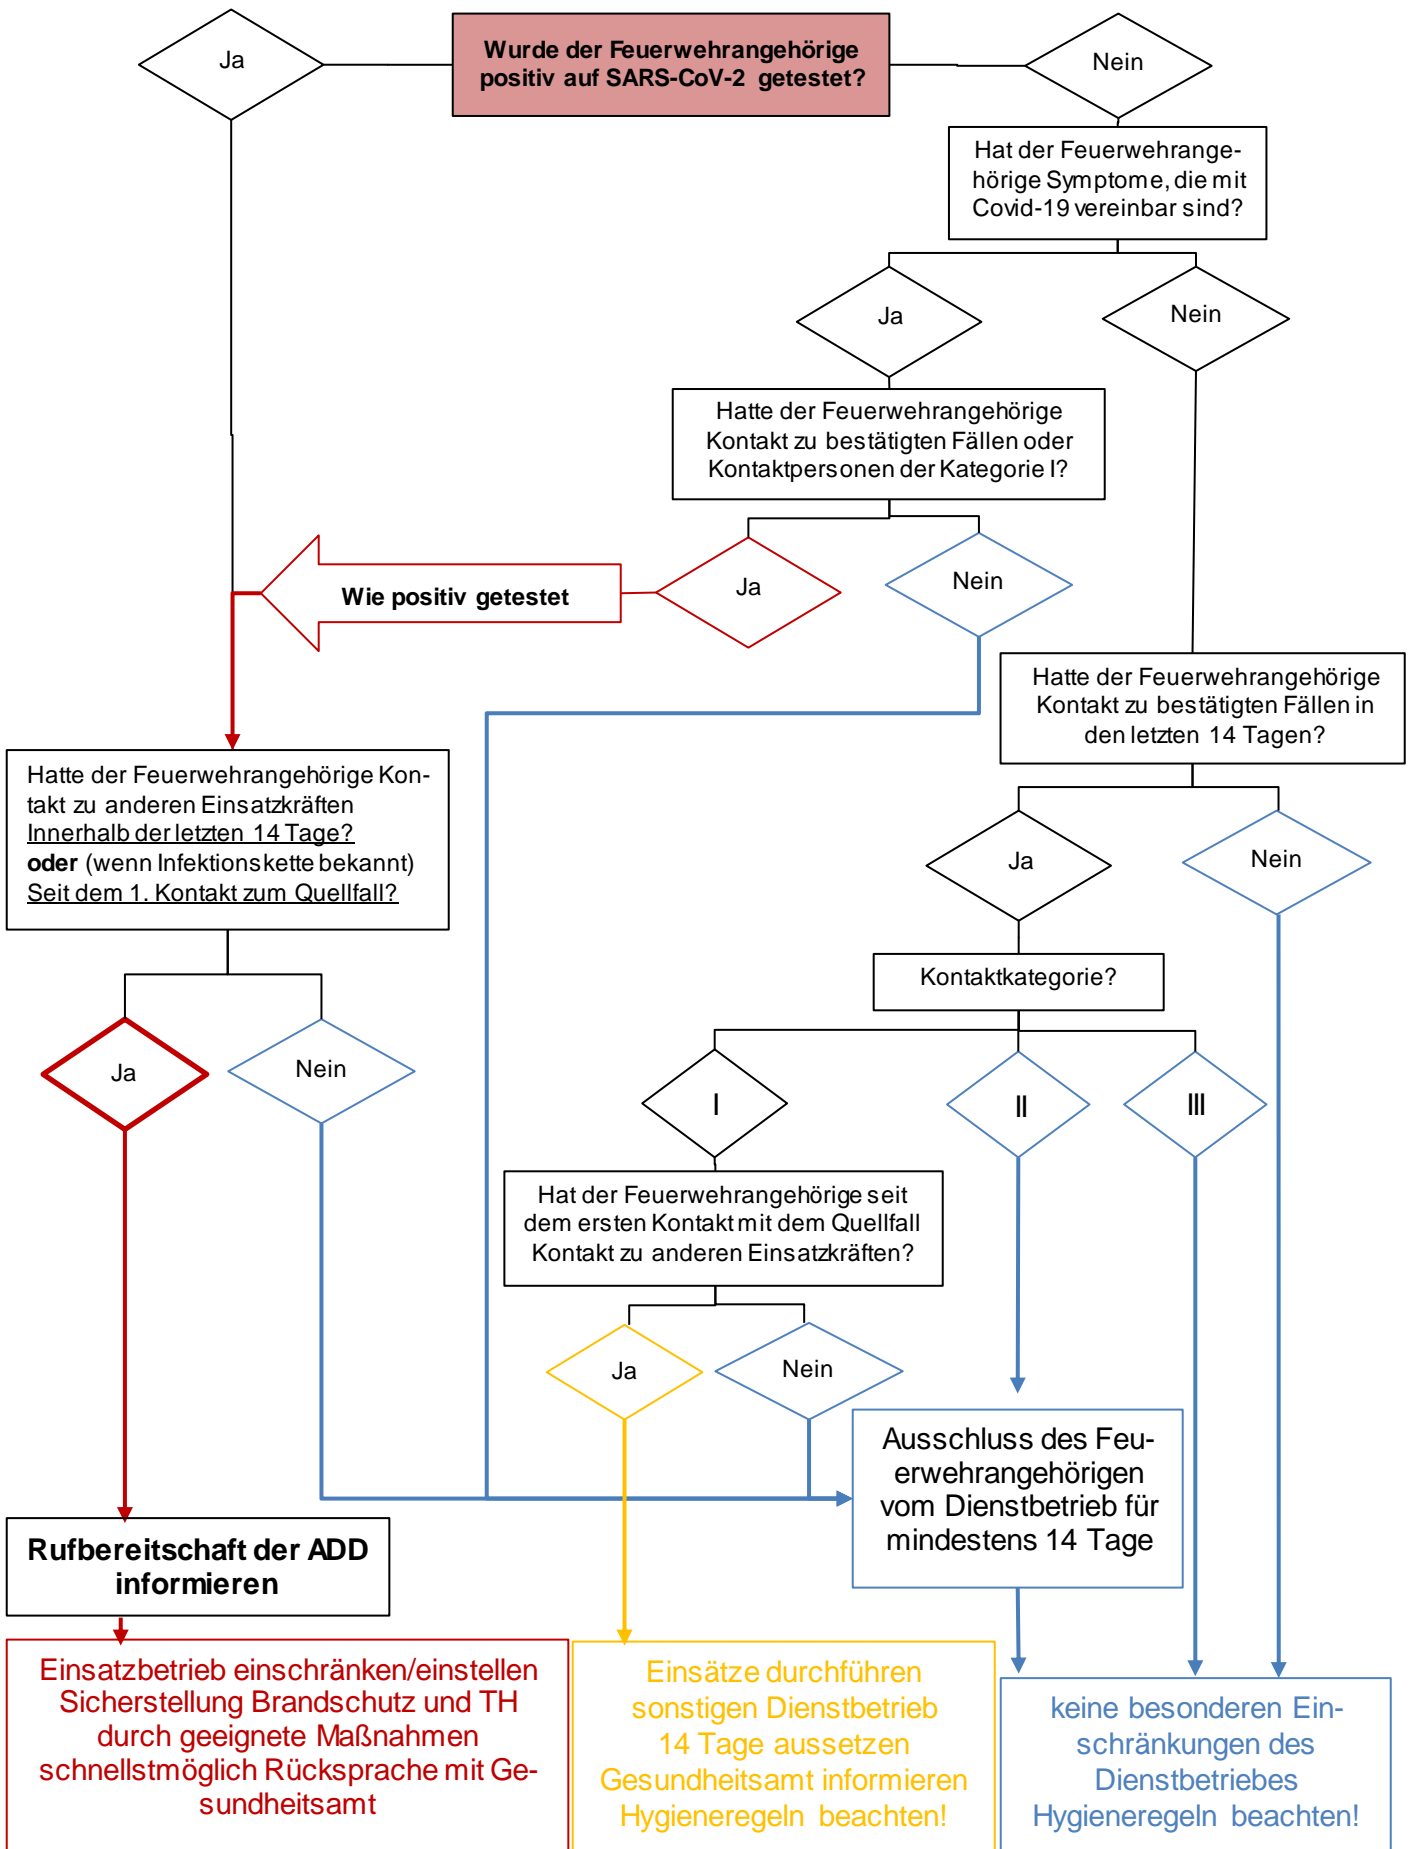 Ja
Wurde der Feuerwehrangehörige
positiv auf SARS-CoV-2 getestet?
Nein
Hat der Feuerwehrange-
hörige Symptome, die mit
Covid-19 vereinbar sind?
Ja
Nein
Hatte der Feuerwehrangehörige
Kontakt zu bestätigten Fällen oder
Kontaktpersonen der Kategorie I?
Wie positiv getestet
Ja
Nein
Hatte der Feuerwehrangehörige
Kontakt zu bestätigten Fällen in
den letzten 14 Tagen?
Hatte der Feuerwehrangehörige Kon-
takt zu anderen Einsatzkräften
Innerhalb der letzten 14 Tage?
oder (wenn Infektionskette bekannt)
Seit dem 1. Kontakt zum Quellfall?
Ja
Nein
Kontaktkategorie?
Ja
Nein
I
II
III
Hat der Feuerwehrangehörige seit
dem ersten Kontakt mit dem Quellfall
Kontakt zu anderen Einsatzkräften?
Ja
Nein
Ausschluss des Feu-
erwehrangehörigen
vom Dienstbetrieb für
mindestens 14 Tage
Rufbereitschaft der ADD
informieren
Einsatzbetrieb einschränken/einstellen
Sicherstellung Brandschutz und TH
durch geeignete Maßnahmen
schnellstmöglich Rücksprache mit Ge-
sundheitsamt
Einsätze durchführen
sonstigen Dienstbetrieb
14 Tage aussetzen
Gesundheitsamt informieren
Hygieneregeln beachten!
keine besonderen Ein-
schränkungen des
Dienstbetriebes
Hygieneregeln beachten!